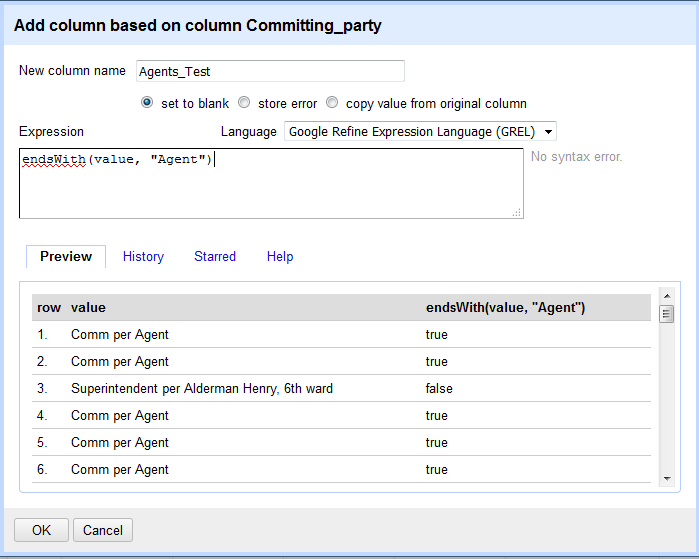 Add column based on column Committing_party
New column name Agents_Test
set to blank store error copy value from original column
Expression Language Google Refine Expression Language (GREL)
endsWith(value, "Agent") No syntax error.
Preview History Starred Help
row value endsWith(value, "Agent")
1. Comm per Agent true
2. Comm per Agent true
3. Superintendent per Alderman Henry, 6th ward false
4. Comm per Agent true
5. Comm per Agent true
6. Comm per Agent true
OK Cancel